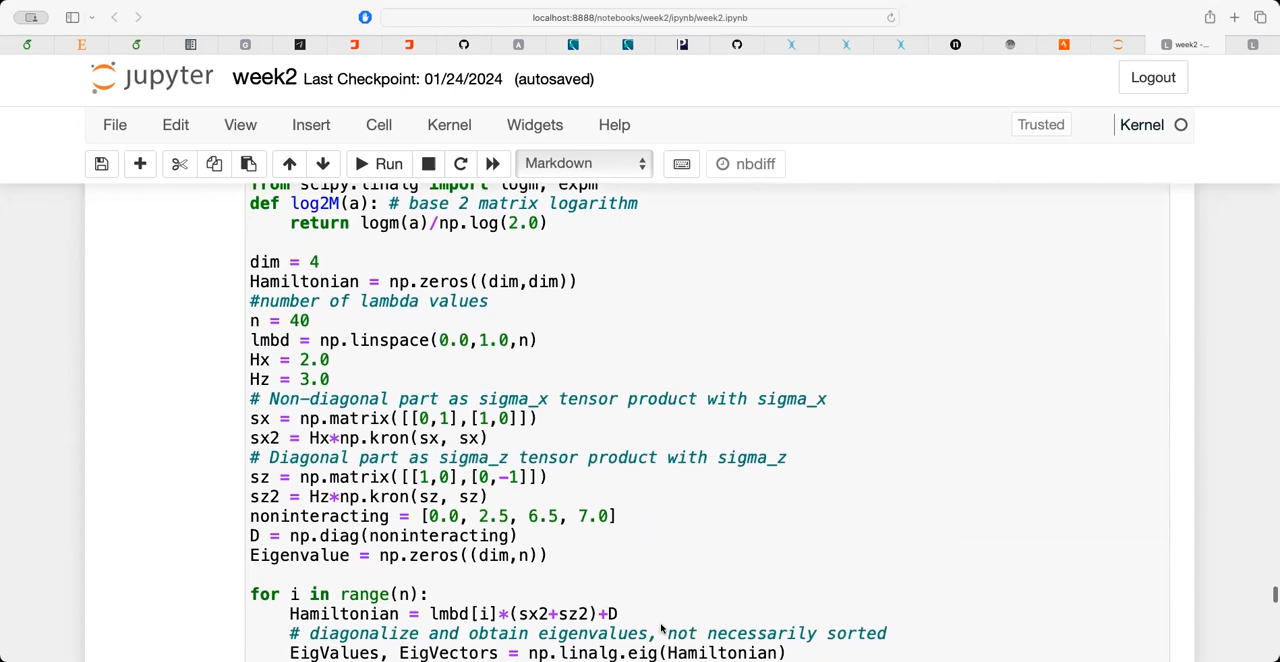 localhost:8888/notebooks/week2/ipynb/week2.ipynb
week2 -...
jupyter week2 Last Checkpoint: 01/24/2024 (autosaved) Logout
File Edit View Insert Cell Kernel Widgets Help Trusted Kernel
Run Markdown nbdiff
from scipy.linalg import logm, expm
def log2M(a): # base 2 matrix logarithm
return logm(a)/np.log(2.0)
dim = 4
Hamiltonian = np.zeros((dim,dim))
#number of lambda values
n = 40
lmbd = np.linspace(0.0,1.0,n)
Hx = 2.0
Hz = 3.0
# Non-diagonal part as sigma_x tensor product with sigma_x
sx = np.matrix([[0,1],[1,0]])
sx2 = Hx*np.kron(sx, sx)
# Diagonal part as sigma_z tensor product with sigma_z
sz = np.matrix([[1,0],[0,-1]])
sz2 = Hz*np.kron(sz, sz)
noninteracting = [0.0, 2.5, 6.5, 7.0]
D = np.diag(noninteracting)
Eigenvalue = np.zeros((dim,n))
for i in range(n):
Hamiltonian = lmbd[i]*(sx2+sz2)+D
# diagonalize and obtain eigenvalues, not necessarily sorted
EigValues, EigVectors = np.linalg.eig(Hamiltonian)